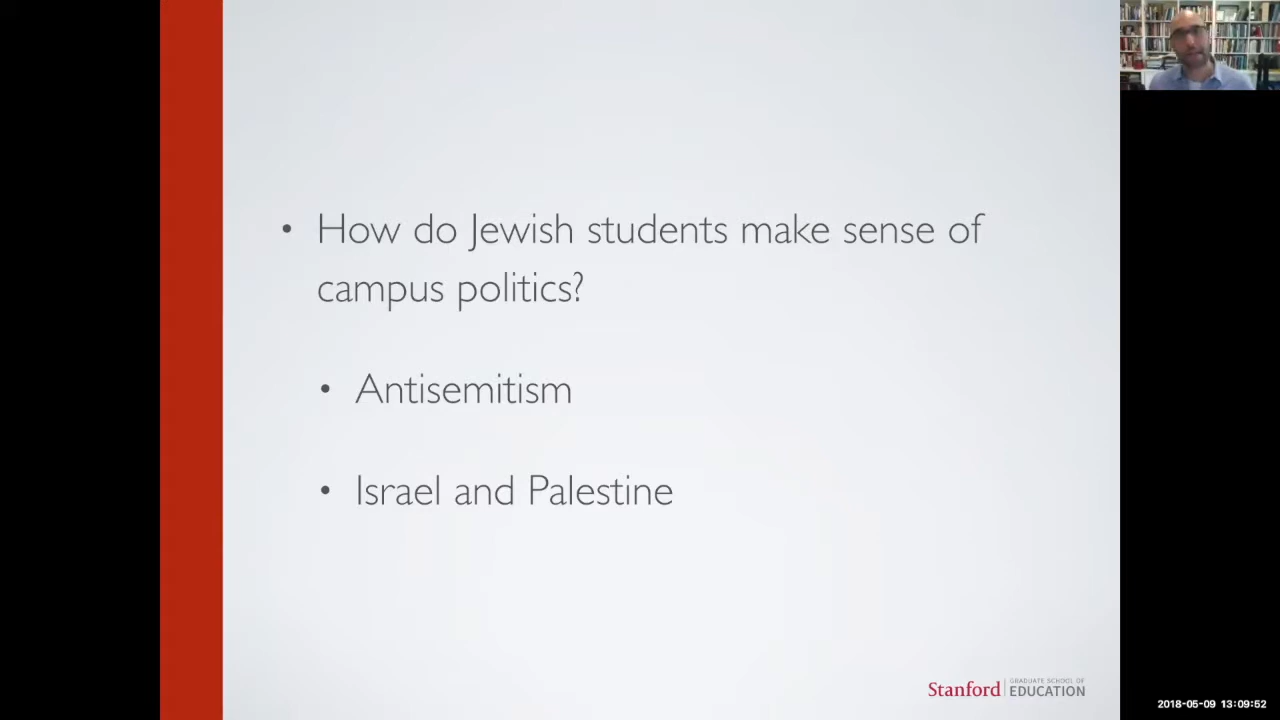 • How do Jewish students make sense of
campus politics?
• Antisemitism
• Israel and Palestine
Stanford
GRADUATE SCHOOL OF
EDUCATION
2018-05-09 13:09:52